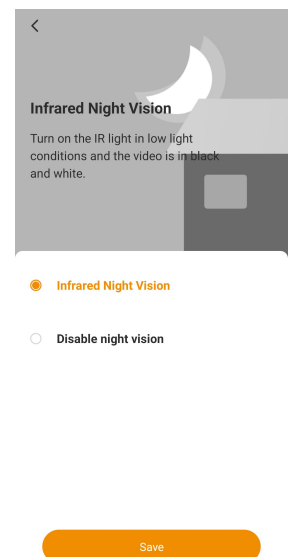 Infrared Night Vision
Turn on the IR light in low light
conditions and the video is in black
and white.
Infrared Night Vision
Disable night vision
Save